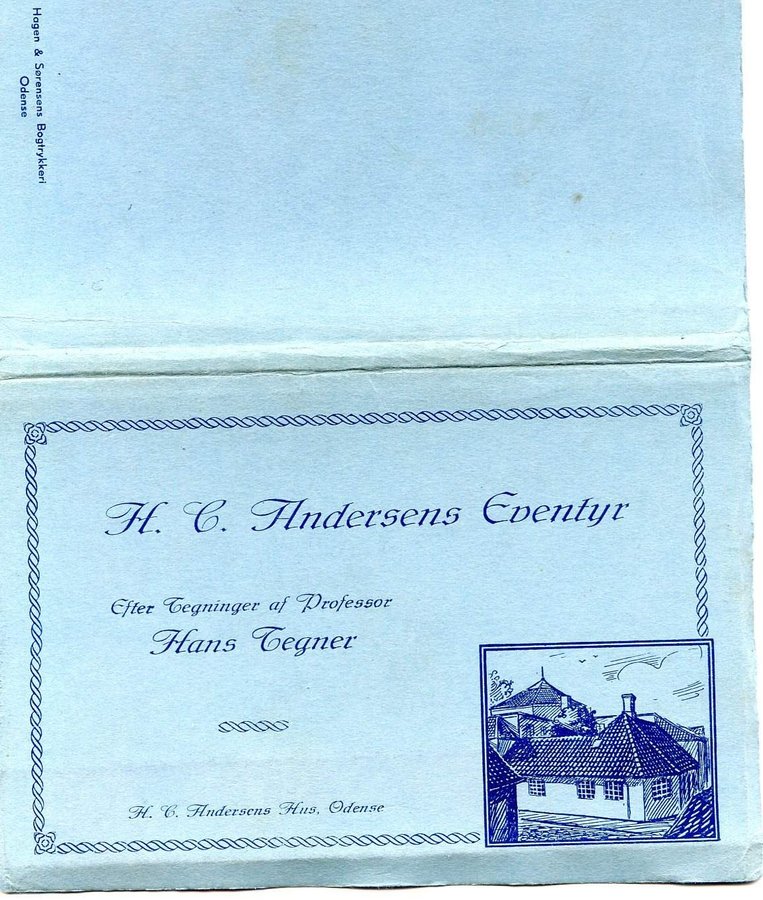 Hagen & Sørensens Bogtrykkeri
Odense
H. C. Andersens Eventyr
Efter Tegninger af Professor
Hans Tegner
H. C. Andersens Hus, Odense